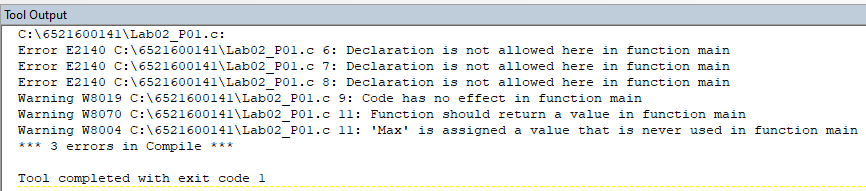 Tool Output
C:\6521600141\Lab02_P01.c:
Error E2140 C:\6521600141\Lab02_P01.c 6: Declaration is not allowed here in function main
Error E2140 C:\6521600141\Lab02_P01.c 7: Declaration is not allowed here in function main
Error E2140 C:\6521600141\Lab02_P01.c 8: Declaration is not allowed here in function main
Warning W8019 C:\6521600141\Lab02_P01.c 9: Code has no effect in function main
Warning W8070 C:\6521600141\Lab02_P01.c 11: Function should return a value in function main
Warning W8004 C:\6521600141\Lab02_P01.c 11: 'Max' is assigned a value that is never used in function main
*** 3 errors in Compile ***
Tool completed with exit code 1